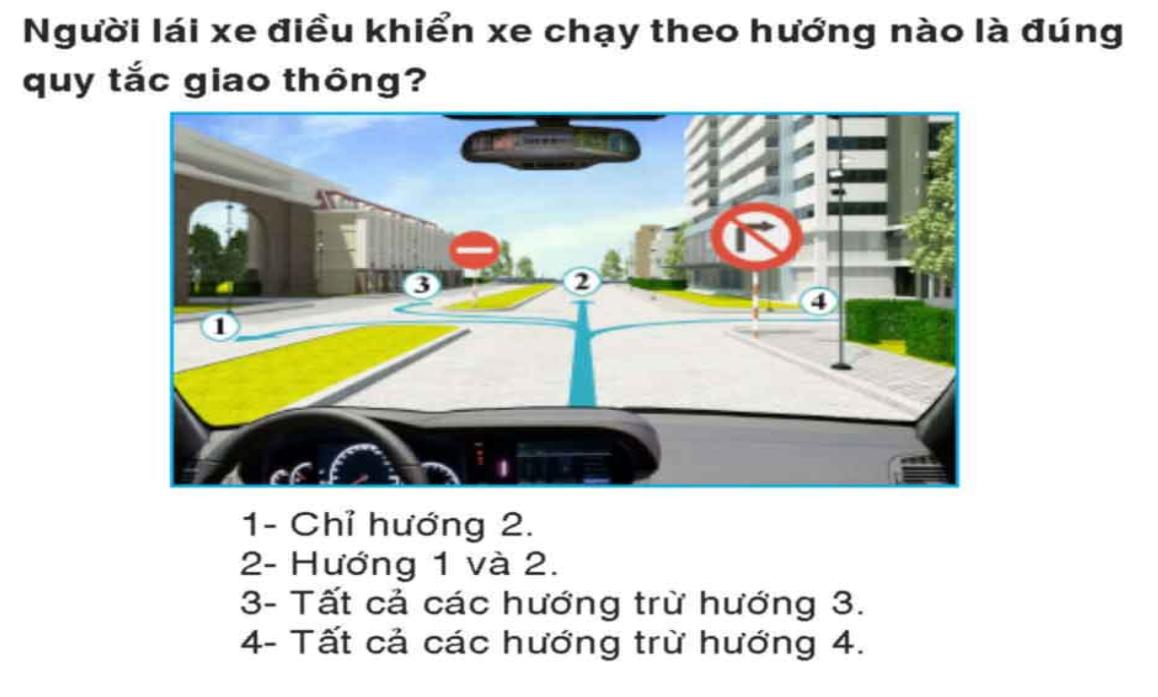 Người lái xe điều khiển xe chạy theo hướng nào là đúng
quy tắc giao thông?
3
2
4
1
1- Chỉ hướng 2.
2- Hướng 1 và 2.
3- Tất cả các hướng trừ hướng 3.
4- Tất cả các hướng trừ hướng 4.